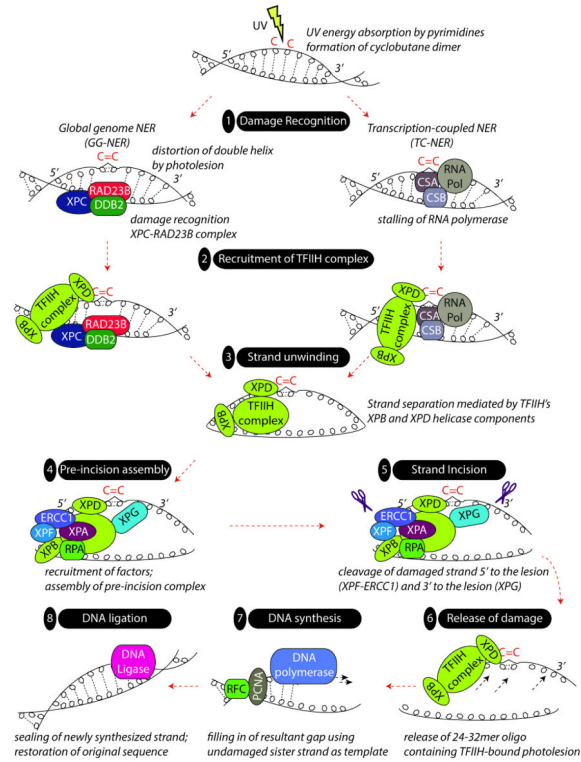 UV
C C
UV energy absorption by pyrimidines
formation of cyclobutane dimer
5'
3'
1 Damage Recognition
Global genome NER
(GG-NER)
C=C
distortion of double helix
by photolesion
5'
3'
RAD23B
XPC
DDB2
damage recognition
XPC-RAD23B complex
Transcription-coupled NER
(TC-NER)
C=C
5'
3'
CSA
RNA
Pol
CSB
stalling of RNA polymerase
2 Recruitment of TFIIH complex
XPD
C=C
TFIIH
complex
XPB
3'
RAD23B
XPC
DDB2
C=C
TFIIH
complex
RNA
Pol
CSA
CSB
XPB
3'
3 Strand unwinding
C=C
XPD
XPB
TFIIH
complex
Strand separation mediated by TFIIH's
XPB and XPD helicase components
4 Pre-incision assembly
C=C
5'
3'
XPD
ERCC1
XPG
XPF
XPA
XPB
RPA
recruitment of factors;
assembly of pre-incision complex
5 Strand Incision
C=C
5'
3'
XPD
ERCC1
XPG
XPF
XPA
XPB
RPA
cleavage of damaged strand 5' to the lesion
(XPF-ERCC1) and 3' to the lesion (XPG)
8 DNA ligation
DNA
Ligase
sealing of newly synthesized strand;
restoration of original sequence
7 DNA synthesis
DNA
polymerase
RFC
PCNA
filling in of resultant gap using
undamaged sister strand as template
6 Release of damage
XPD
C=C
TFIIH
complex
XPB
release of 24-32mer oligo
containing TFIIH-bound photolesion